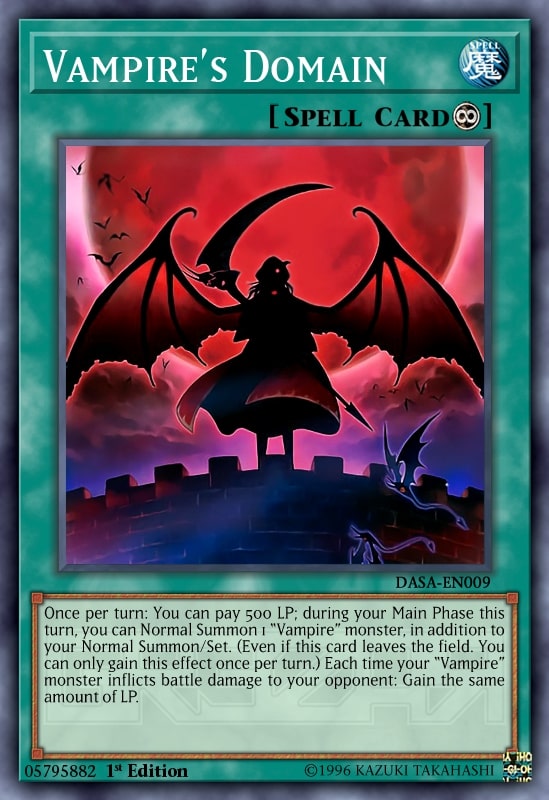 VAMPIRE'S DOMAIN
SPELL
魔
[SPELL CARD♾]
DASA-EN009
Once per turn: You can pay 500 LP; during your Main Phase this
turn, you can Normal Summon 1 "Vampire" monster, in addition to
your Normal Summon/Set. (Even if this card leaves the field. You
can only gain this effect once per turn.) Each time your "Vampire"
monster inflicts battle damage to your opponent: Gain the same
amount of LP.
05795882 1st Edition ©1996 KAZUKI TAKAHASHI